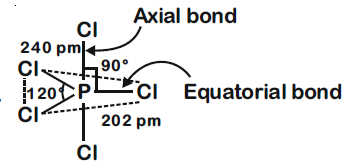 Axial bond
Cl
240 pm
Cl 90°
120° P Cl Equatorial bond
Cl 202 pm
Cl